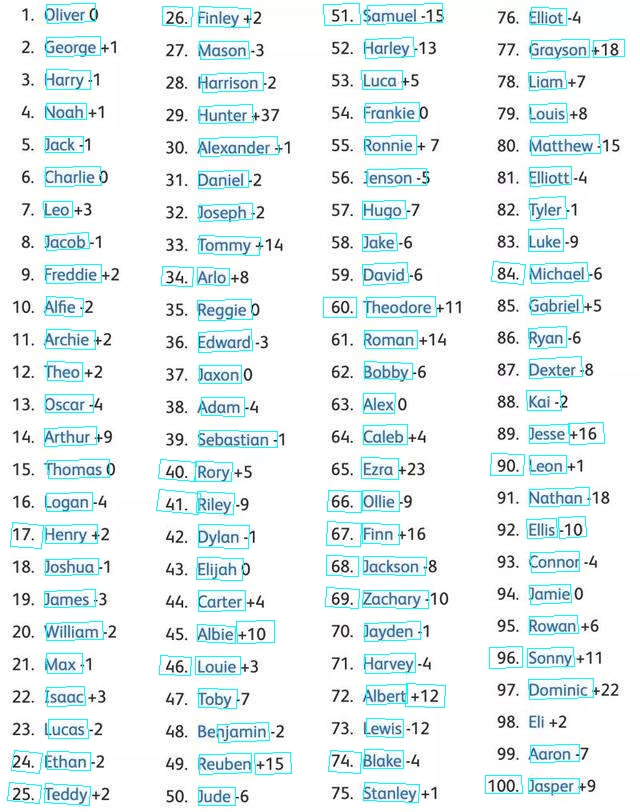 1. Oliver 0
2. George +1
3. Harry -1
4. Noah +1
5. Jack -1
6. Charlie 0
7. Leo +3
8. Jacob -1
9. Freddie +2
10. Alfie -2
11. Archie +2
12. Theo +2
13. Oscar -4
14. Arthur +9
15. Thomas 0
16. Logan -4
17. Henry +2
18. Joshua -1
19. James -3
20. William -2
21. Max -1
22. Isaac +3
23. Lucas -2
24. Ethan -2
25. Teddy +2
26. Finley +2
27. Mason -3
28. Harrison -2
29. Hunter +37
30. Alexander +1
31. Daniel -2
32. Joseph -2
33. Tommy +14
34. Arlo +8
35. Reggie 0
36. Edward -3
37. Jaxon 0
38. Adam -4
39. Sebastian -1
40. Rory +5
41. Riley -9
42. Dylan -1
43. Elijah 0
44. Carter +4
45. Albie +10
46. Louie +3
47. Toby -7
48. Benjamin -2
49. Reuben +15
50. Jude -6
51. Samuel -15
52. Harley -13
53. Luca +5
54. Frankie 0
55. Ronnie + 7
56. Jenson -5
57. Hugo -7
58. Jake -6
59. David -6
60. Theodore +11
61. Roman +14
62. Bobby -6
63. Alex 0
64. Caleb +4
65. Ezra +23
66. Ollie -9
67. Finn +16
68. Jackson -8
69. Zachary -10
70. Jayden -1
71. Harvey -4
72. Albert +12
73. Lewis -12
74. Blake -4
75. Stanley +1
76. Elliot -4
77. Grayson +18
78. Liam +7
79. Louis +8
80. Matthew -15
81. Elliott -4
82. Tyler -1
83. Luke -9
84. Michael -6
85. Gabriel +5
86. Ryan -6
87. Dexter -8
88. Kai -2
89. Jesse +16
90. Leon +1
91. Nathan -18
92. Ellis -10
93. Connor -4
94. Jamie 0
95. Rowan +6
96. Sonny +11
97. Dominic +22
98. Eli +2
99. Aaron -7
100. Jasper +9